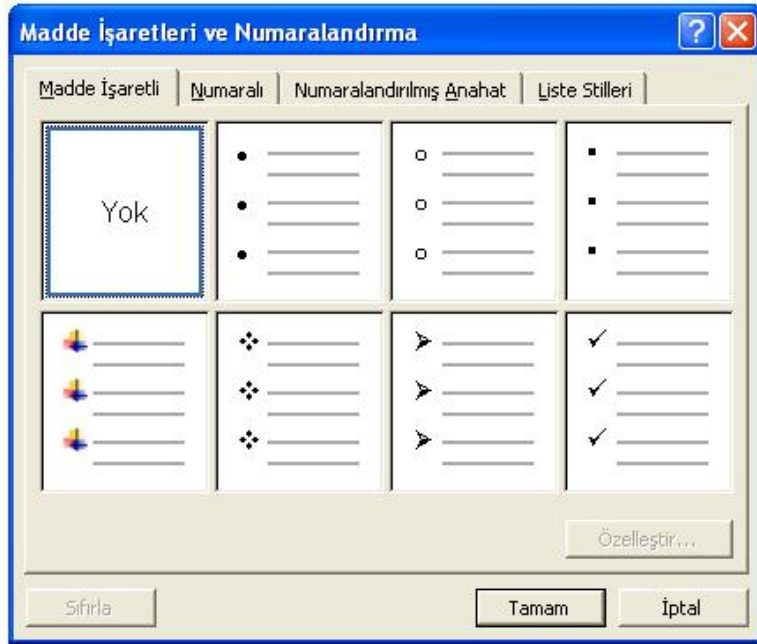 Madde İşaretleri ve Numaralandırma
Madde İşaretli
Numaralı
Numaralandırılmış Anahat
Liste Stilleri
Yok
Özelleştir...
Sıfırla
Tamam
İptal